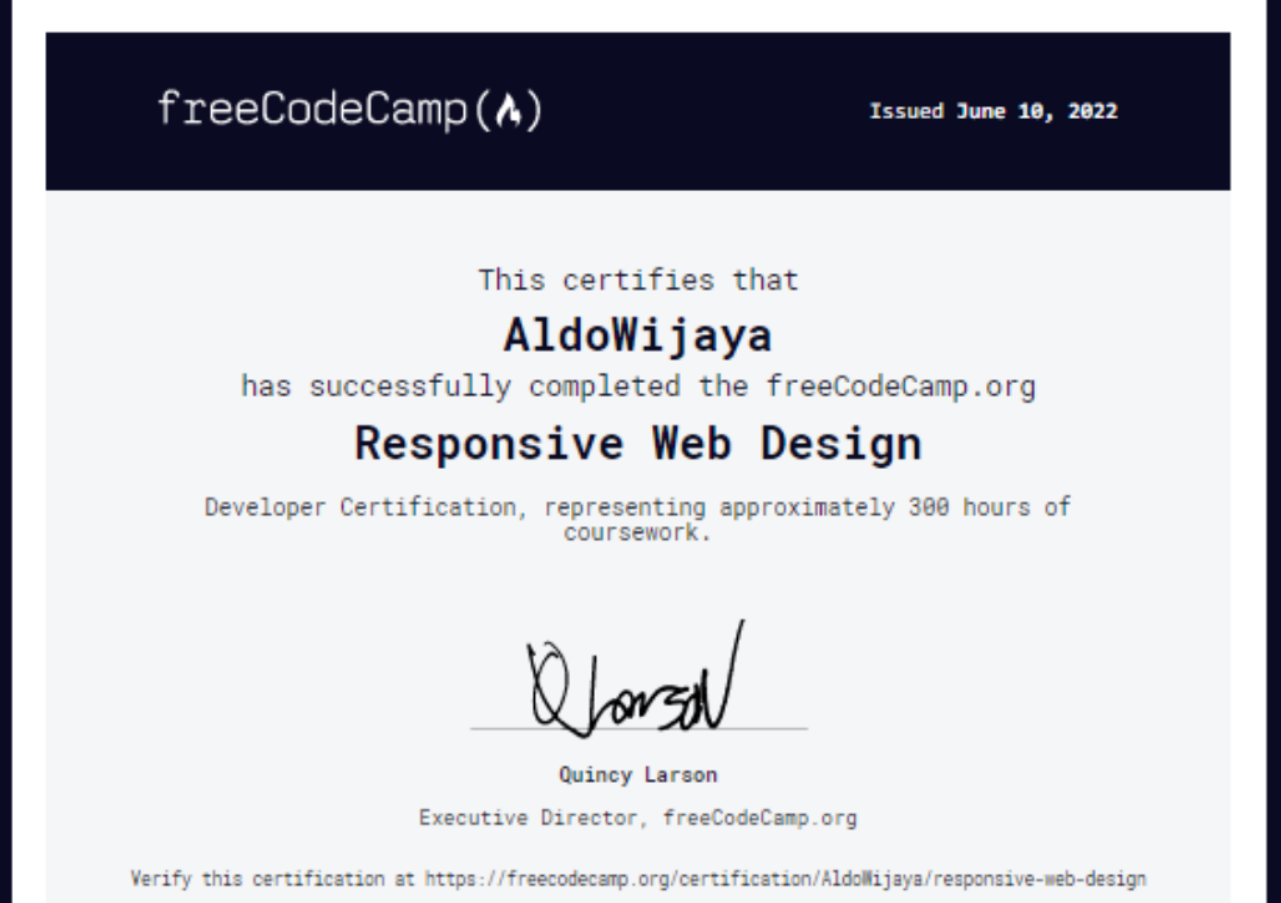 freeCodeCamp(🔥)
Issued June 10, 2022
This certifies that
AldoWijaya
has successfully completed the freeCodeCamp.org
Responsive Web Design
Developer Certification, representing approximately 300 hours of
coursework.
QLarson
Quincy Larson
Executive Director, freeCodeCamp.org
Verify this certification at https://freecodecamp.org/certification/AldoWijaya/responsive-web-design